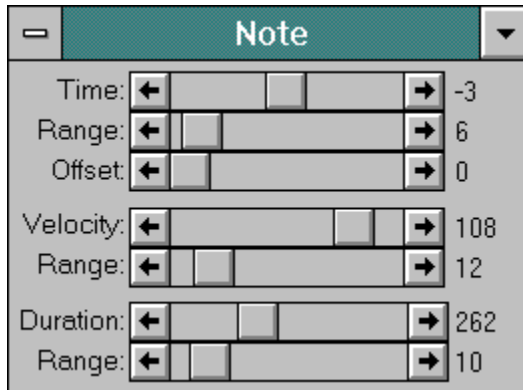 Note
Time: -3
Range: 6
Offset: 0
Velocity: 108
Range: 12
Duration: 262
Range: 10